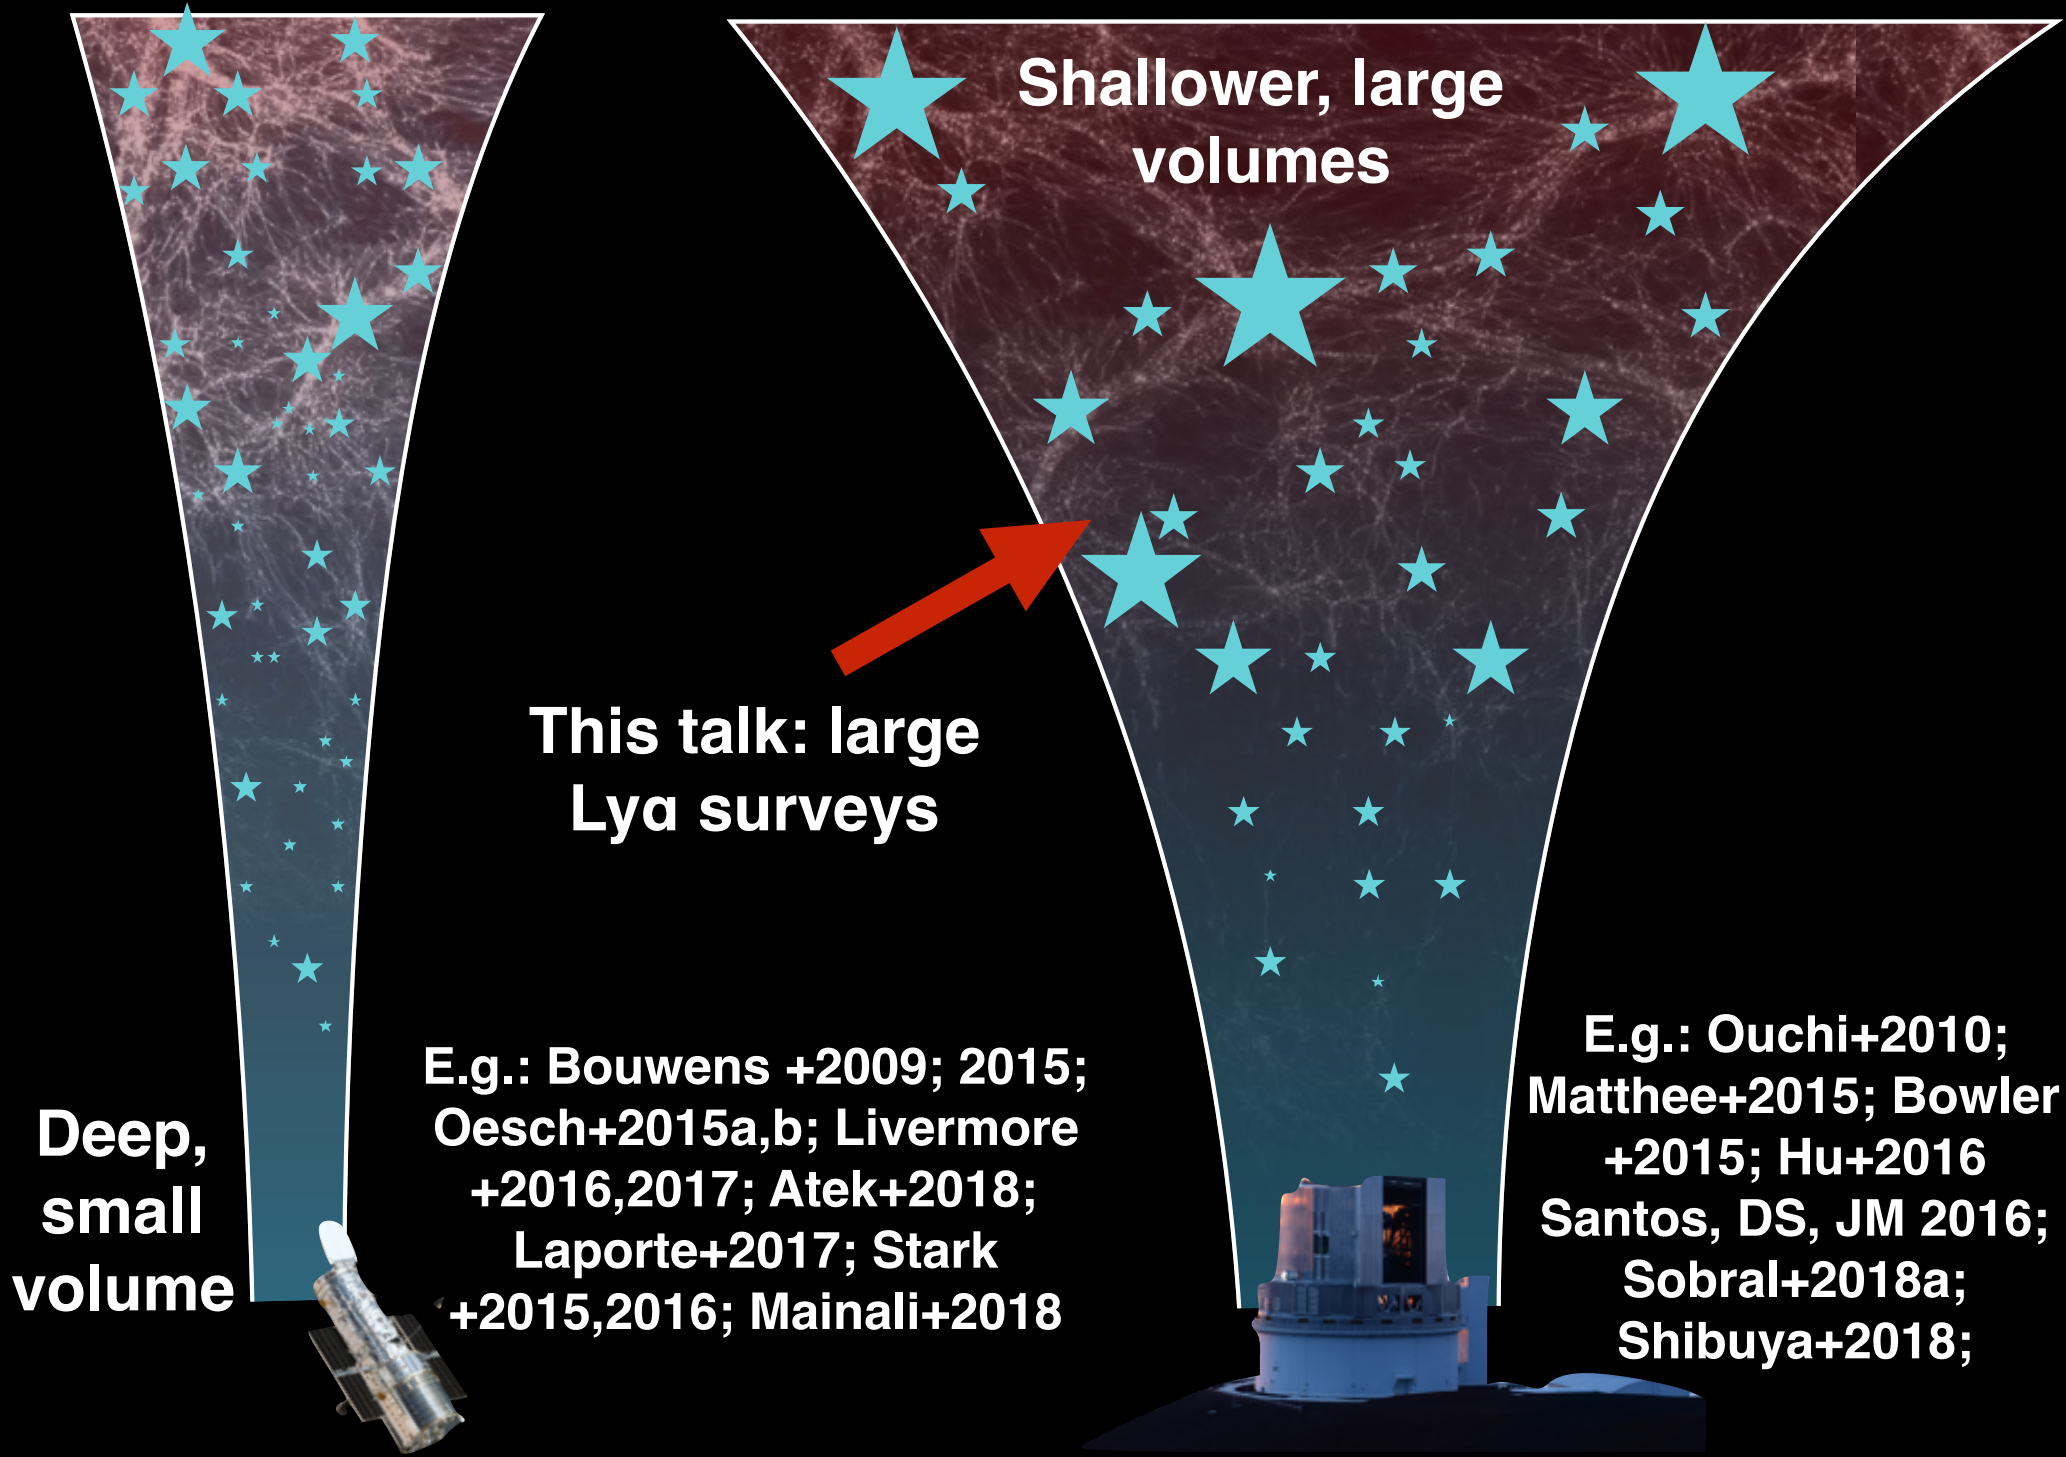 Shallower, large
volumes
This talk: large
Lyα surveys
Deep,
small
volume
E.g.: Bouwens +2009; 2015;
Oesch+2015a,b; Livermore
+2016,2017; Atek+2018;
Laporte+2017; Stark
+2015,2016; Mainali+2018
E.g.: Ouchi+2010;
Matthee+2015; Bowler
+2015; Hu+2016
Santos, DS, JM 2016;
Sobral+2018a;
Shibuya+2018;